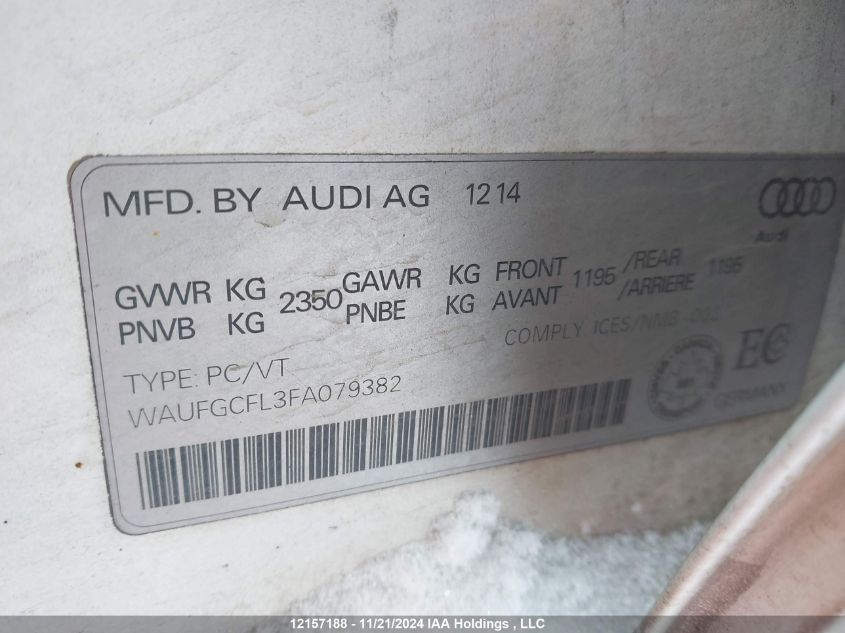 MFD. BY AUDI AG 12 14
Audi
GVWR KG 2350 GAWR KG FRONT 1195 /REAR 1195
PNVB KG PNBE KG AVANT /ARRIERE
COMPLY ICES/NMB-002
TYPE: PC/VT
EC
WAUFGCFL3FA079382
12157188 - 11/21/2024 IAA Holdings , LLC